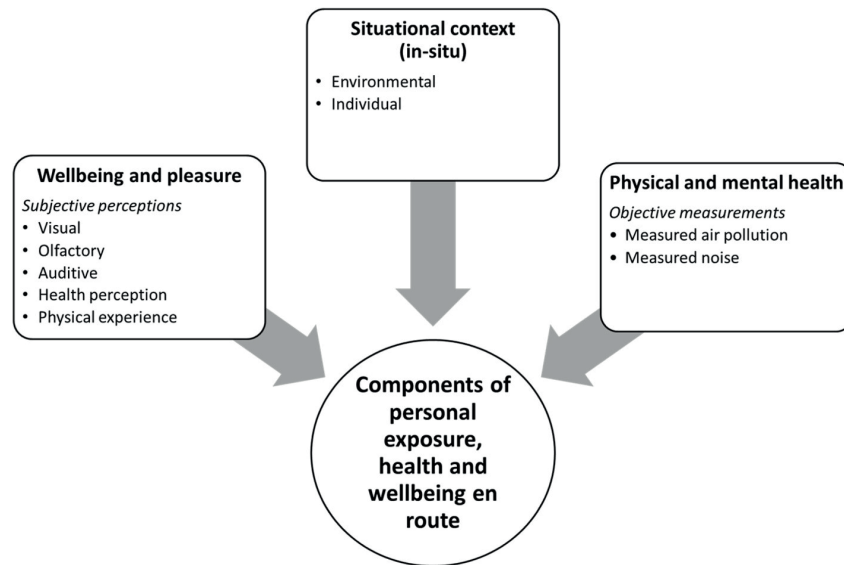 Situational context
(in-situ)
• Environmental
• Individual
Wellbeing and pleasure
Subjective perceptions
• Visual
• Olfactory
• Auditive
• Health perception
• Physical experience
Physical and mental health
Objective measurements
• Measured air pollution
• Measured noise
Components of
personal
exposure,
health and
wellbeing en
route